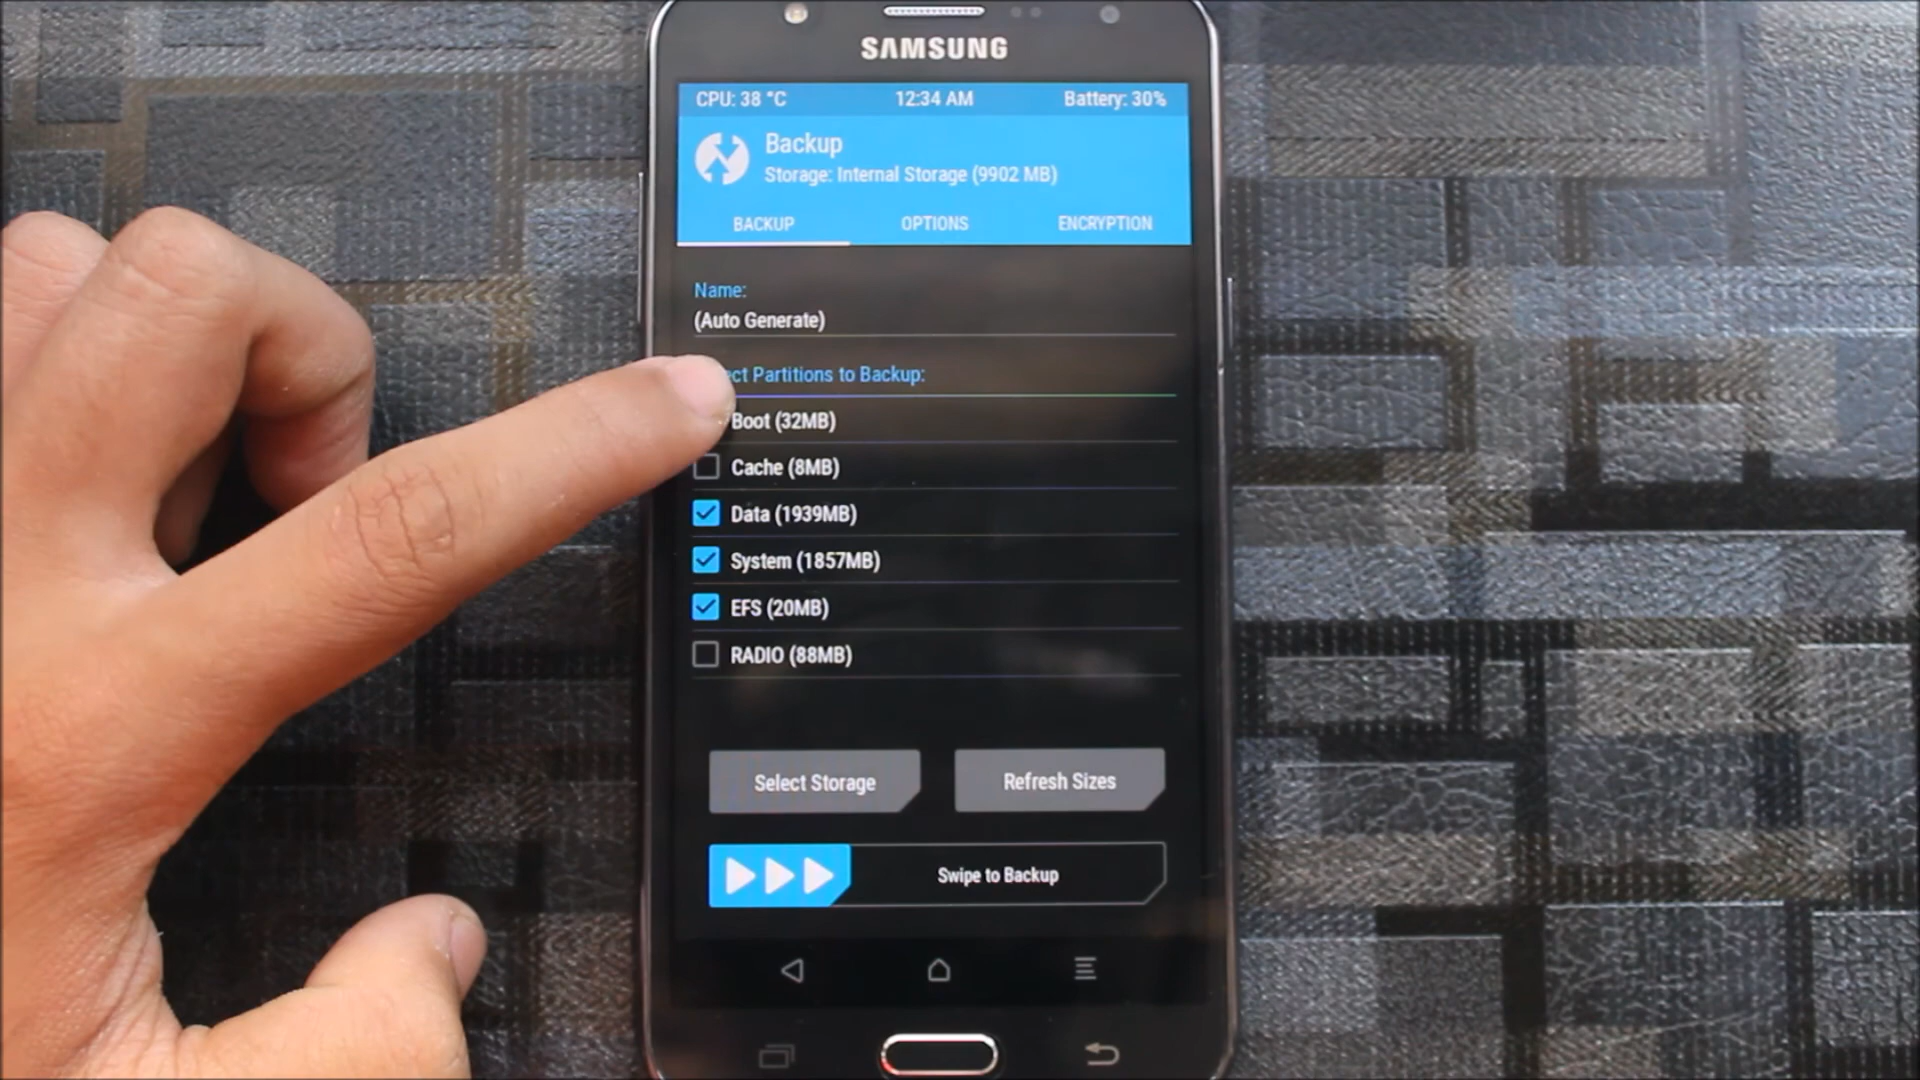 SAMSUNG
CPU: 38 °C 12:34 AM Battery: 30%
Backup
Storage: Internal Storage (9902 MB)
BACKUP OPTIONS ENCRYPTION
Name:
(Auto Generate)
Partitions to Backup:
Boot (32MB)
Cache (8MB)
Data (1939MB)
System (1857MB)
EFS (20MB)
RADIO (88MB)
Select Storage Refresh Sizes
Swipe to Backup